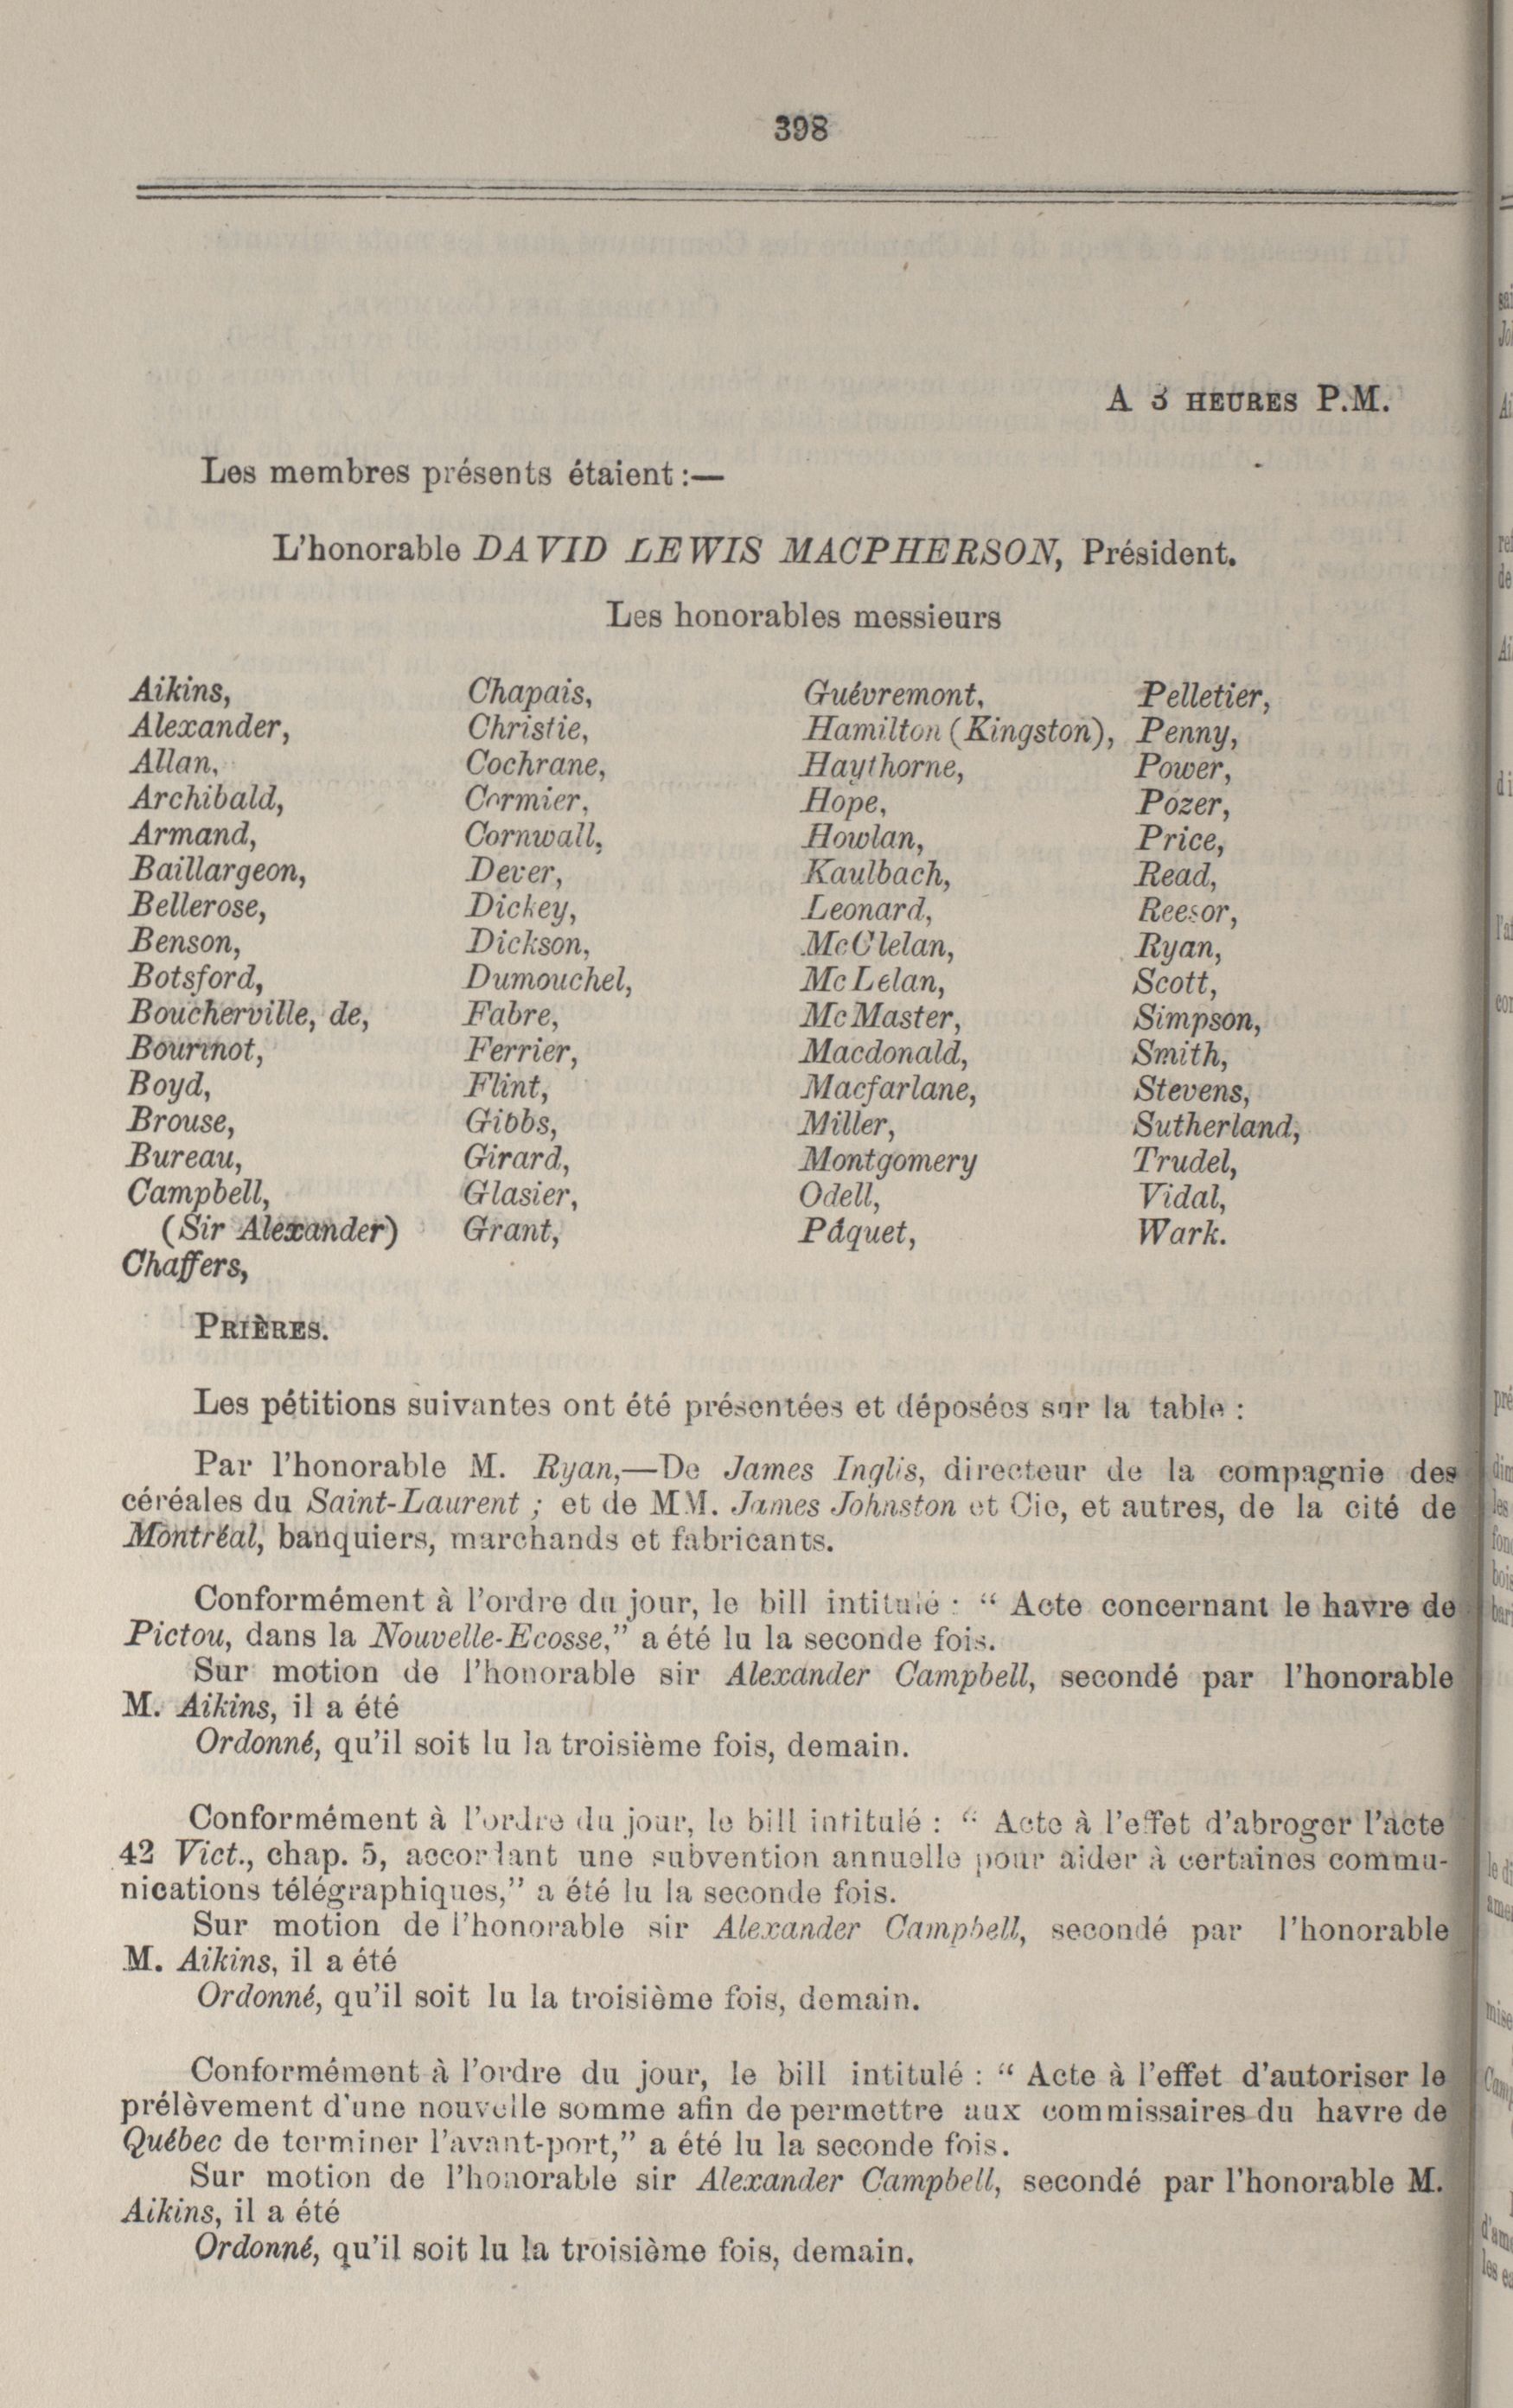 398
A 3 HEURES P.M.
Les membres présents étaient :—
L'honorable DAVID LEWIS MACPHERSON, Président.
Les honorables messieurs
Aikins,
Alexander,
Allan,
Archibald,
Armand,
Baillargeon,
Bellerose,
Benson,
Botsford,
Boucherville, de,
Bourinot,
Boyd,
Brouse,
Bureau,
Campbell,
(Sir Alexander)
Chaffers,
Chapais,
Christie,
Cochrane,
Cormier,
Cornwall,
Dever,
Dickey,
Dickson,
Dumouchel,
Fabre,
Ferrier,
Flint,
Gibbs,
Girard,
Glasier,
Grant,
Guévremont,
Hamilton (Kingston),
Haythorne,
Hope,
Howlan,
Kaulbach,
Leonard,
McClelan,
McLelan,
McMaster,
Macdonald,
Macfarlane,
Miller,
Montgomery
Odell,
Pâquet,
Pelletier,
Penny,
Power,
Pozer,
Price,
Read,
Reesor,
Ryan,
Scott,
Simpson,
Smith,
Stevens,
Sutherland,
Trudel,
Vidal,
Wark.
PRIÈRES.
Les pétitions suivantes ont été présentées et déposées sur la table :
Par l'honorable M. Ryan,—De James Inglis, directeur de la compagnie des
céréales du Saint-Laurent ; et de MM. James Johnston et Cie, et autres, de la cité de
Montréal, banquiers, marchands et fabricants.
Conformément à l'ordre du jour, le bill intitulé : “ Acte concernant le havre de
Pictou, dans la Nouvelle-Ecosse,” a été lu la seconde fois.
Sur motion de l'honorable sir Alexander Campbell, secondé par l'honorable
M. Aikins, il a été
Ordonné, qu'il soit lu la troisième fois, demain.
Conformément à l'ordre du jour, le bill intitulé : “ Acte à l'effet d'abroger l'acte
42 Vict., chap. 5, accordant une subvention annuelle pour aider à certaines commu-
nications télégraphiques,” a été lu la seconde fois.
Sur motion de l'honorable sir Alexander Campbell, secondé par l'honorable
M. Aikins, il a été
Ordonné, qu'il soit lu la troisième fois, demain.
Conformément à l'ordre du jour, le bill intitulé : “ Acte à l'effet d'autoriser le
prélèvement d'une nouvelle somme afin de permettre aux commissaires du havre de
Québec de terminer l'avant-port,” a été lu la seconde fois.
Sur motion de l'honorable sir Alexander Campbell, secondé par l'honorable M.
Aikins, il a été
Ordonné, qu'il soit lu la troisième fois, demain.